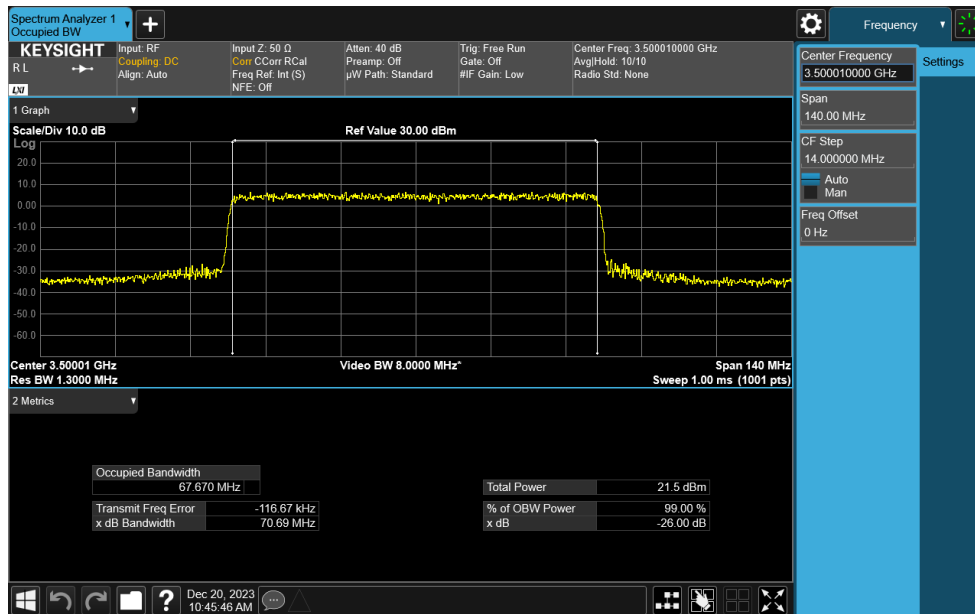 Spectrum Analyzer 1
Occupied BW
Frequency
KEYSIGHT
R L
LXI
Input: RF
Coupling: DC
Align: Auto
Input Z: 50 Ω
Corr CCorr RCal
Freq Ref: Int (S)
NFE: Off
Atten: 40 dB
Preamp: Off
µW Path: Standard
Trig: Free Run
Gate: Off
#IF Gain: Low
Center Freq: 3.500010000 GHz
Avg|Hold: 10/10
Radio Std: None
Center Frequency
3.500010000 GHz
Settings
Span
140.00 MHz
CF Step
14.000000 MHz
Auto
Man
Freq Offset
0 Hz
1 Graph
Scale/Div 10.0 dB
Ref Value 30.00 dBm
Log
20.0
10.0
0.00
-10.0
-20.0
-30.0
-40.0
-50.0
-60.0
Center 3.50001 GHz
Video BW 8.0000 MHz*
Span 140 MHz
Res BW 1.3000 MHz
Sweep 1.00 ms (1001 pts)
2 Metrics
Occupied Bandwidth
67.670 MHz
Total Power 21.5 dBm
Transmit Freq Error -116.67 kHz
% of OBW Power 99.00 %
x dB Bandwidth 70.69 MHz
x dB -26.00 dB
?
Dec 20, 2023
10:45:46 AM